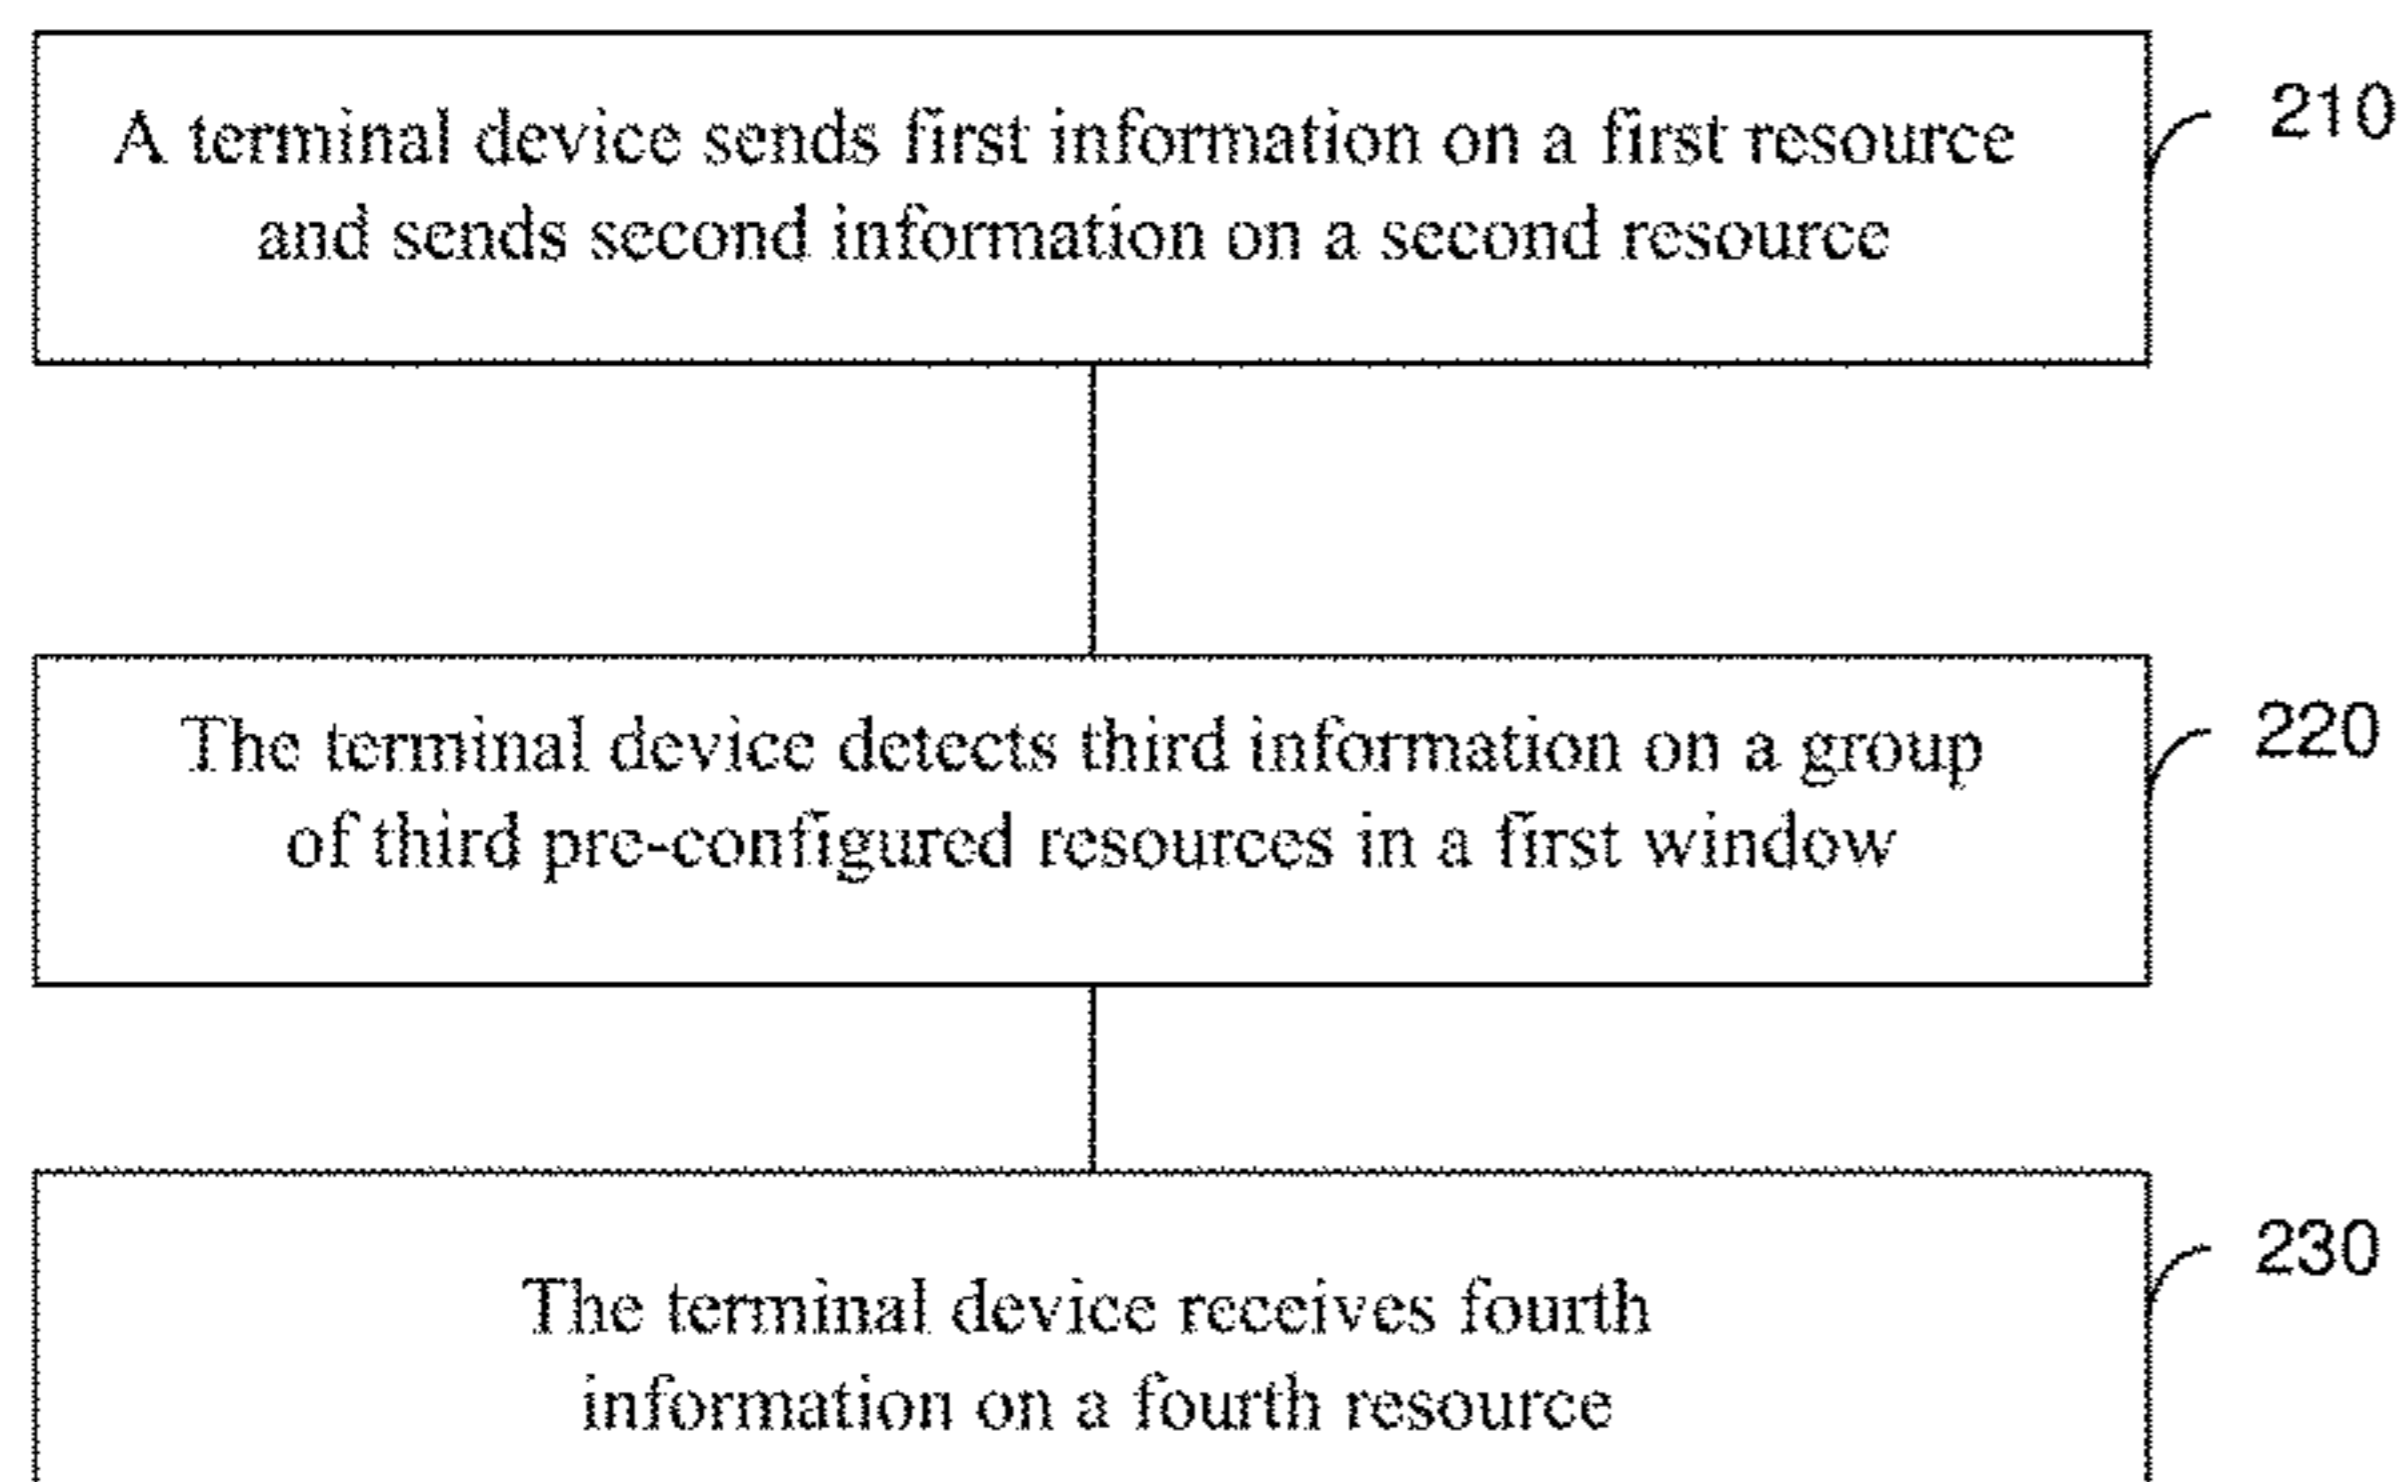 A terminal device sends first information on a first resource
and sends second information on a second resource
210
The terminal device detects third information on a group
of third pre-configured resources in a first window
220
The terminal device receives fourth
information on a fourth resource
230